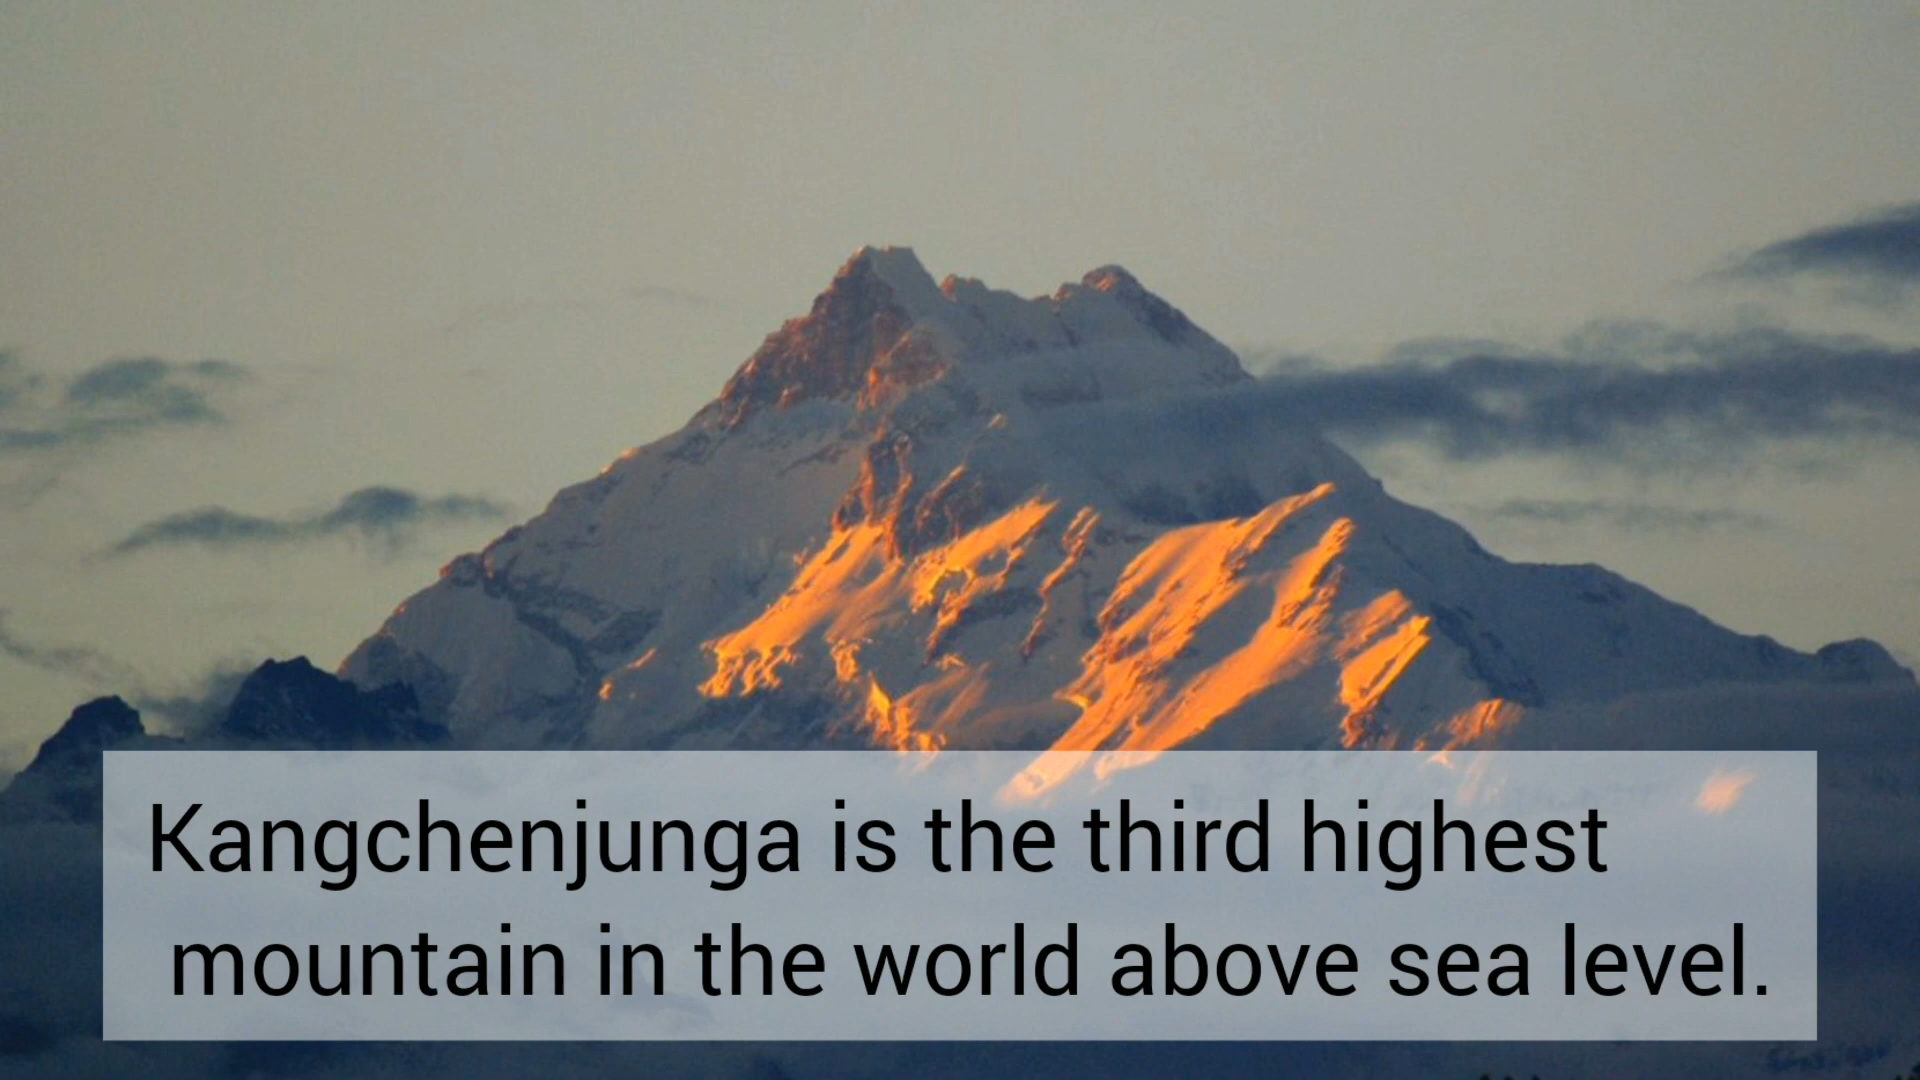 Kangchenjunga is the third highest
mountain in the world above sea level.